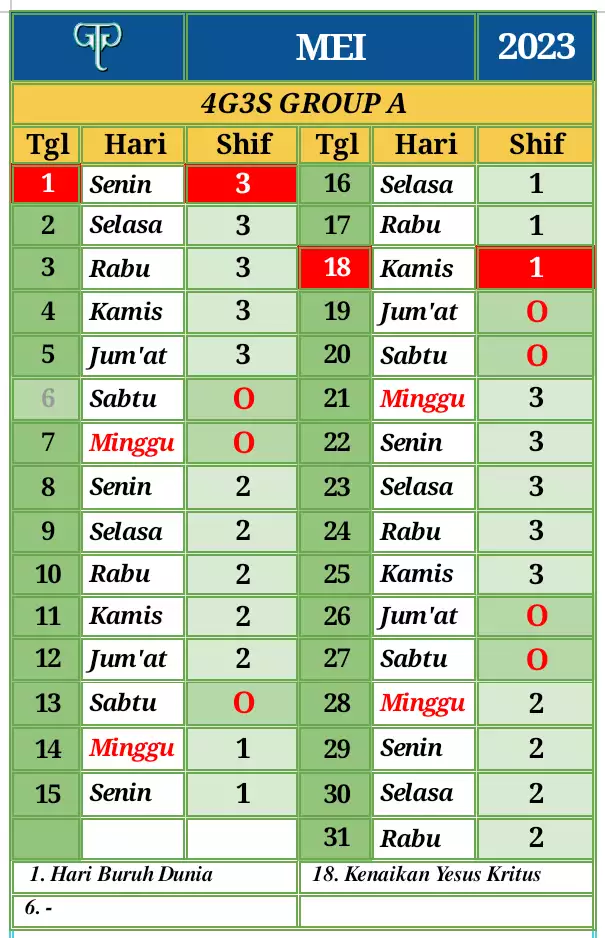 MEI 2023
4G3S GROUP A
Tgl Hari Shif Tgl Hari Shif
1 Senin 3 16 Selasa 1
2 Selasa 3 17 Rabu 1
3 Rabu 3 18 Kamis 1
4 Kamis 3 19 Jum'at O
5 Jum'at 3 20 Sabtu O
6 Sabtu O 21 Minggu 3
7 Minggu O 22 Senin 3
8 Senin 2 23 Selasa 3
9 Selasa 2 24 Rabu 3
10 Rabu 2 25 Kamis 3
11 Kamis 2 26 Jum'at O
12 Jum'at 2 27 Sabtu O
13 Sabtu O 28 Minggu 2
14 Minggu 1 29 Senin 2
15 Senin 1 30 Selasa 2
31 Rabu 2
1. Hari Buruh Dunia 18. Kenaikan Yesus Kritus
6. -